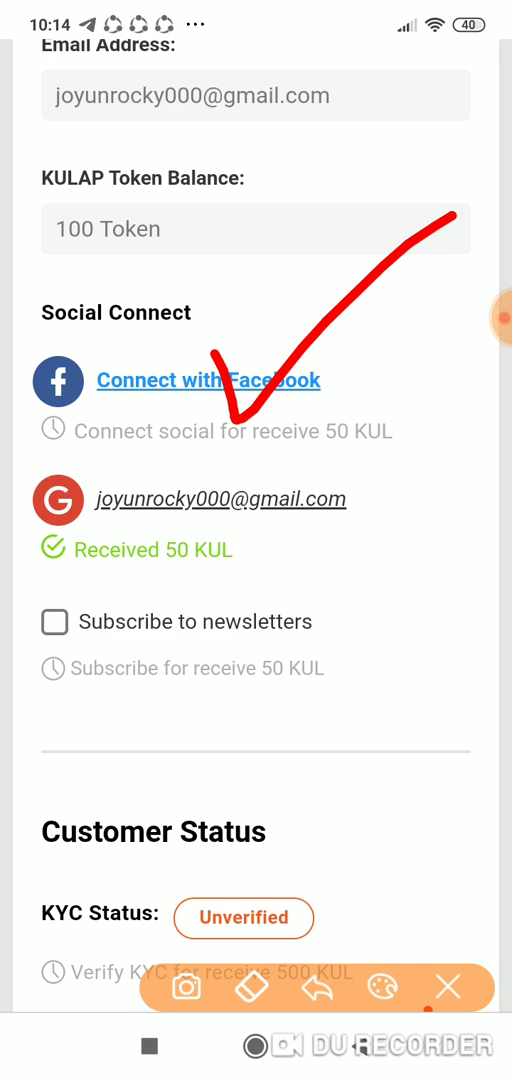 10:14
40
Email Address:
joyunrocky000@gmail.com
KULAP Token Balance:
100 Token
Social Connect
Connect with Facebook
Connect social for receive 50 KUL
joyunrocky000@gmail.com
Received 50 KUL
Subscribe to newsletters
Subscribe for receive 50 KUL
Customer Status
KYC Status: Unverified
Verify KYC for receive 500 KUL
DU RECORDER